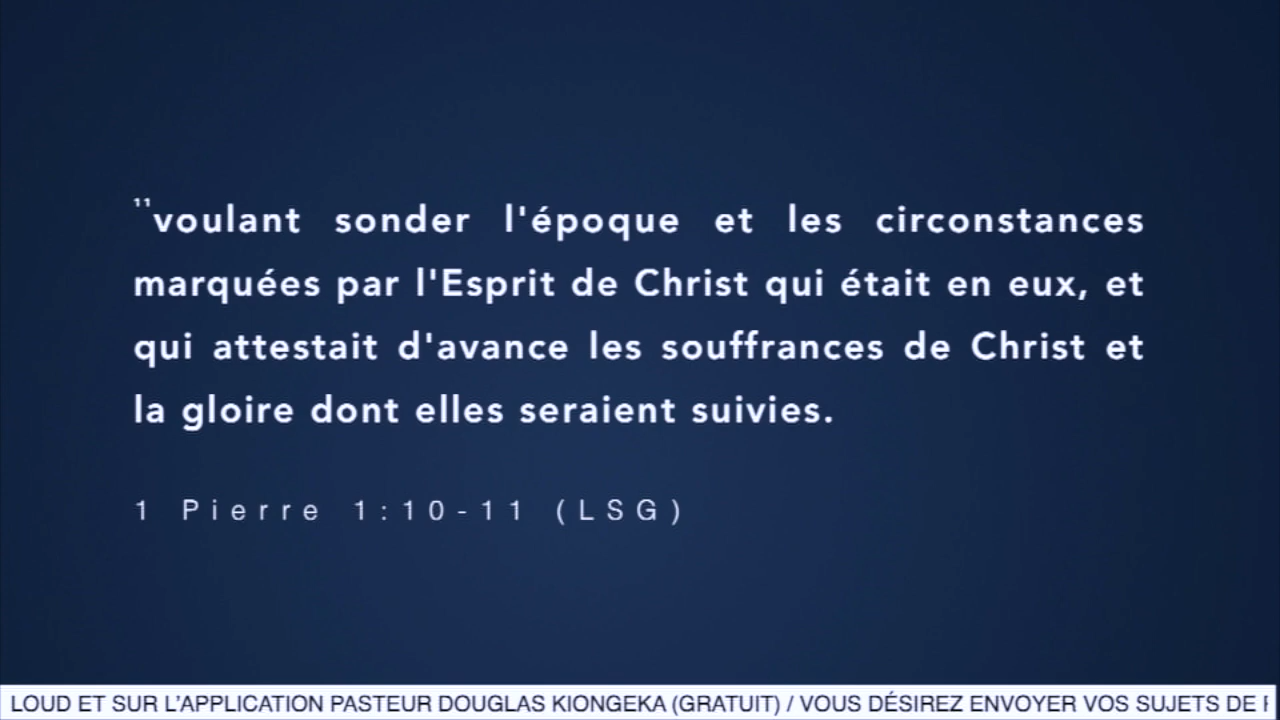 ¹¹voulant sonder l'époque et les circonstances
marquées par l'Esprit de Christ qui était en eux, et
qui attestait d'avance les souffrances de Christ et
la gloire dont elles seraient suivies.
1 Pierre 1:10-11 (LSG)
LOUD ET SUR L'APPLICATION PASTEUR DOUGLAS KIONGEKA (GRATUIT) / VOUS DÉSIREZ ENVOYER VOS SUJETS DE